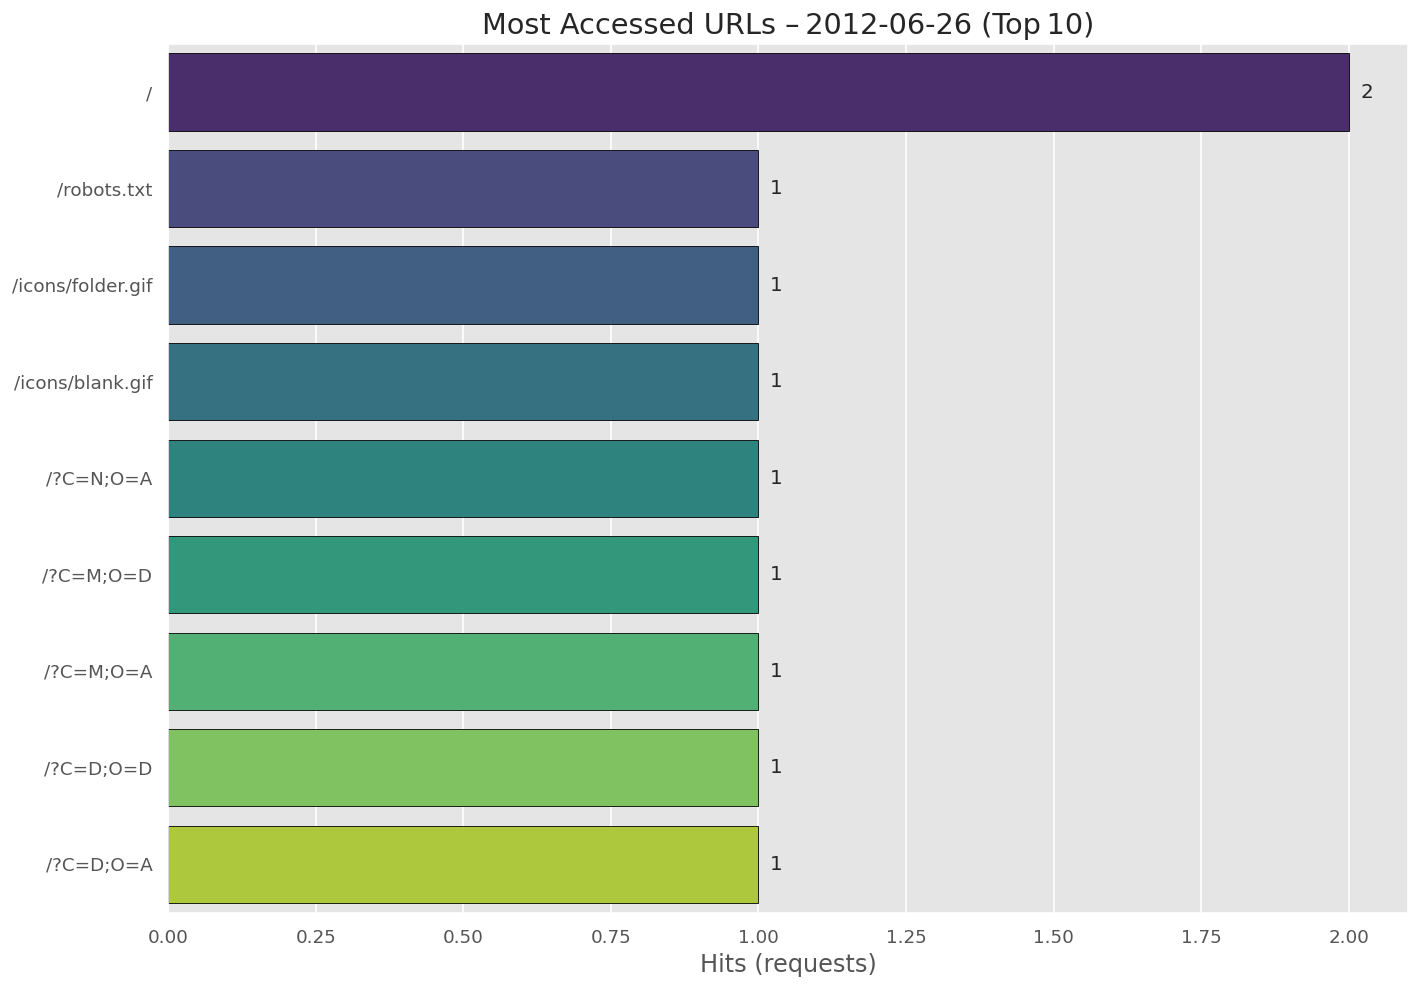 Most Accessed URLs – 2012-06-26 (Top 10)
/ 2
/robots.txt 1
/icons/folder.gif 1
/icons/blank.gif 1
/?C=N;O=A 1
/?C=M;O=D 1
/?C=M;O=A 1
/?C=D;O=D 1
/?C=D;O=A 1
0.00 0.25 0.50 0.75 1.00 1.25 1.50 1.75 2.00
Hits (requests)